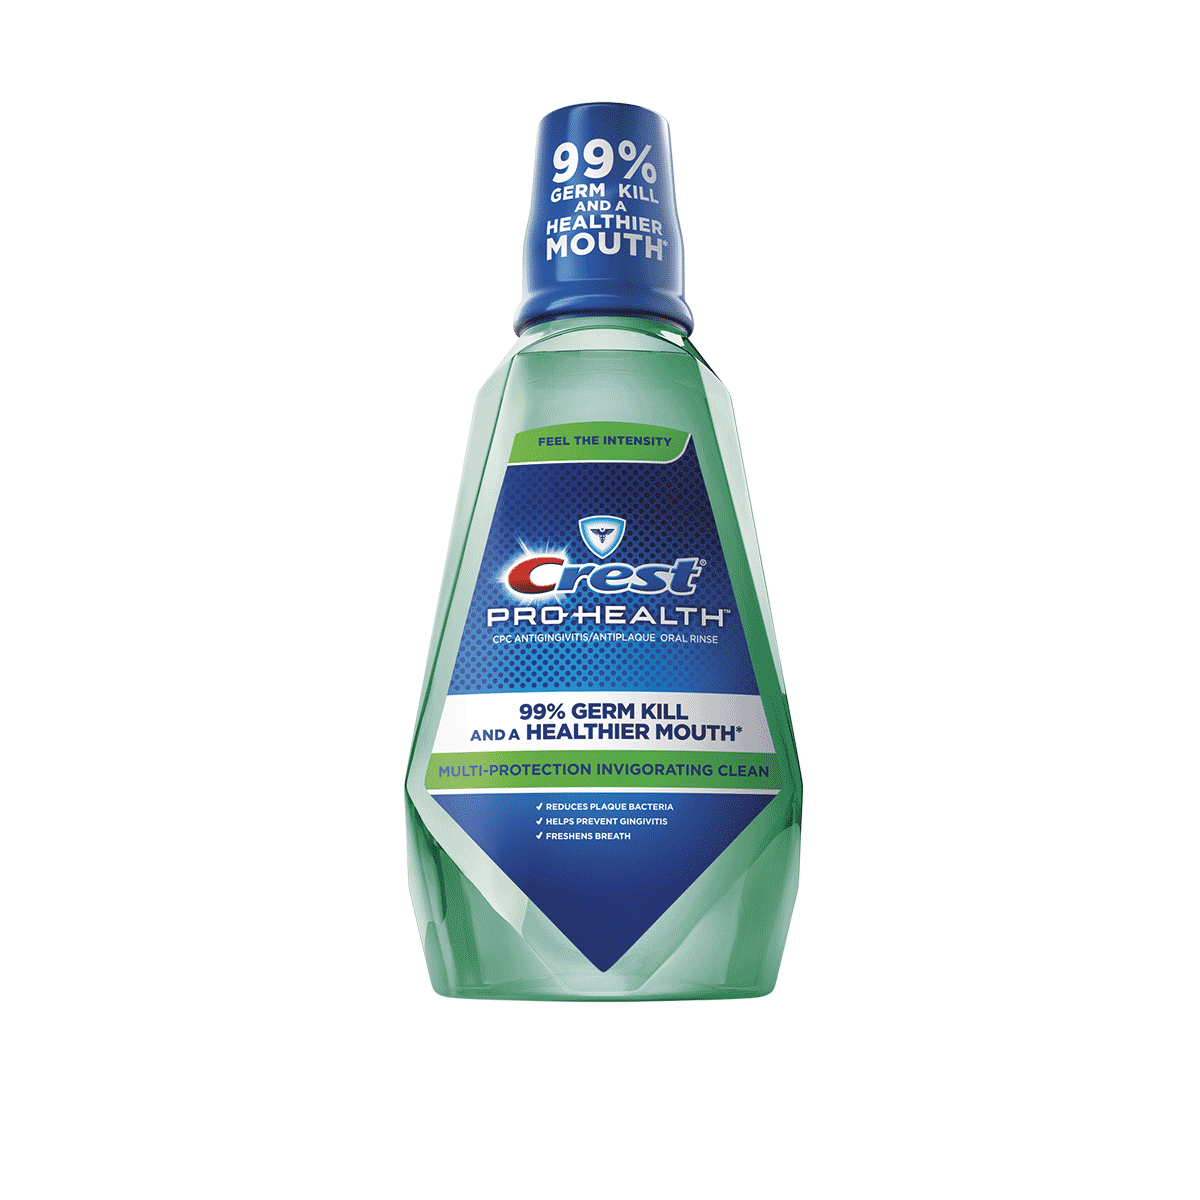 99%
GERM KILL
AND A
HEALTHIER
MOUTH*
FEEL THE INTENSITY
Crest®
PRO-HEALTH™
CPC ANTIGINGIVITIS/ANTIPLAQUE ORAL RINSE
99% GERM KILL
AND A HEALTHIER MOUTH*
MULTI-PROTECTION INVIGORATING CLEAN
✓ REDUCES PLAQUE BACTERIA
✓ HELPS PREVENT GINGIVITIS
✓ FRESHENS BREATH